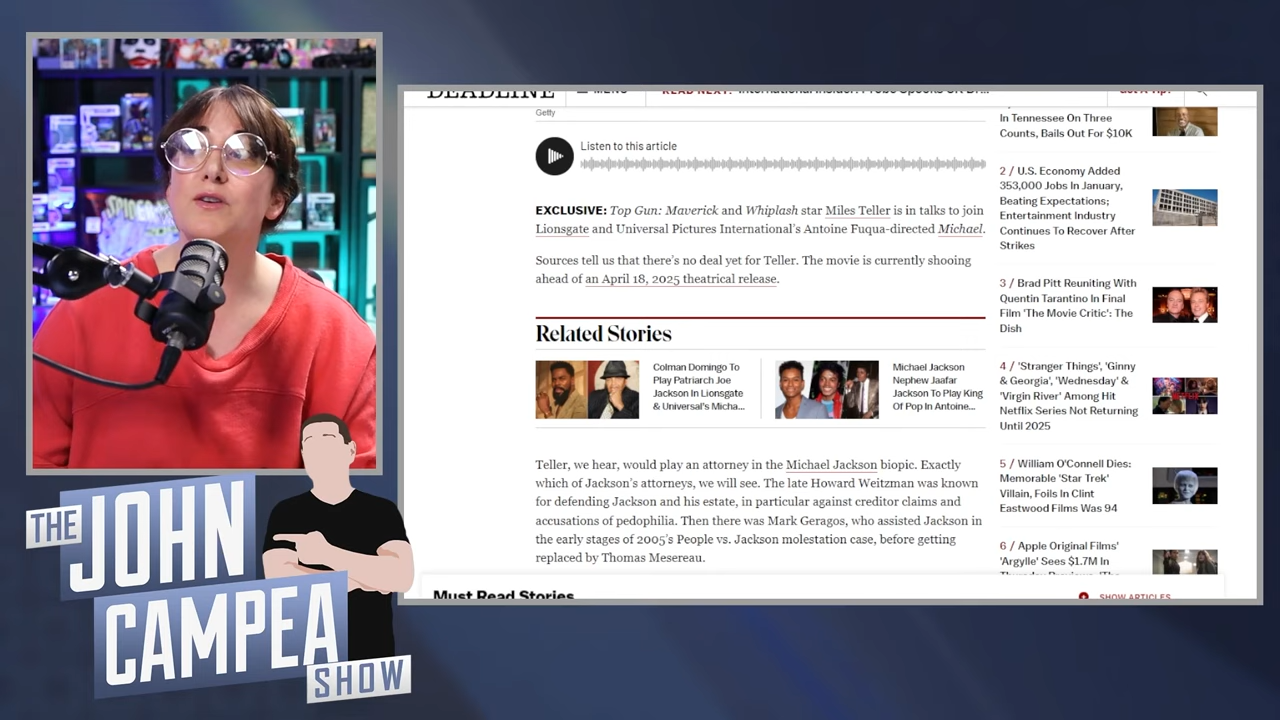 DEADLINE
MENU
READ NEXT:
Getty
Listen to this article
EXCLUSIVE: Top Gun: Maverick and Whiplash star Miles Teller is in talks to join
Lionsgate and Universal Pictures International's Antoine Fuqua-directed Michael.
Sources tell us that there's no deal yet for Teller. The movie is currently shooing
ahead of an April 18, 2025 theatrical release.
Related Stories
Colman Domingo To
Play Patriarch Joe
Jackson In Lionsgate
& Universal's Micha...
Michael Jackson
Nephew Jaafar
Jackson To Play King
Of Pop In Antoine...
Teller, we hear, would play an attorney in the Michael Jackson biopic. Exactly
which of Jackson's attorneys, we will see. The late Howard Weitzman was known
for defending Jackson and his estate, in particular against creditor claims and
accusations of pedophilia. Then there was Mark Geragos, who assisted Jackson in
the early stages of 2005's People vs. Jackson molestation case, before getting
replaced by Thomas Mesereau.
Must Read Stories
SHOW ARTICLES
In Tennessee On Three
Counts, Bails Out For $10K
2 / U.S. Economy Added
353,000 Jobs In January,
Beating Expectations;
Entertainment Industry
Continues To Recover After
Strikes
3 / Brad Pitt Reuniting With
Quentin Tarantino In Final
Film 'The Movie Critic': The
Dish
4 / 'Stranger Things', 'Ginny
& Georgia', 'Wednesday' &
'Virgin River' Among Hit
Netflix Series Not Returning
Until 2025
5 / William O'Connell Dies:
Memorable 'Star Trek'
Villain, Foils In Clint
Eastwood Films Was 94
6 / Apple Original Films'
'Argylle' Sees $1.7M In
THE
JOHN
CAMPEA
SHOW